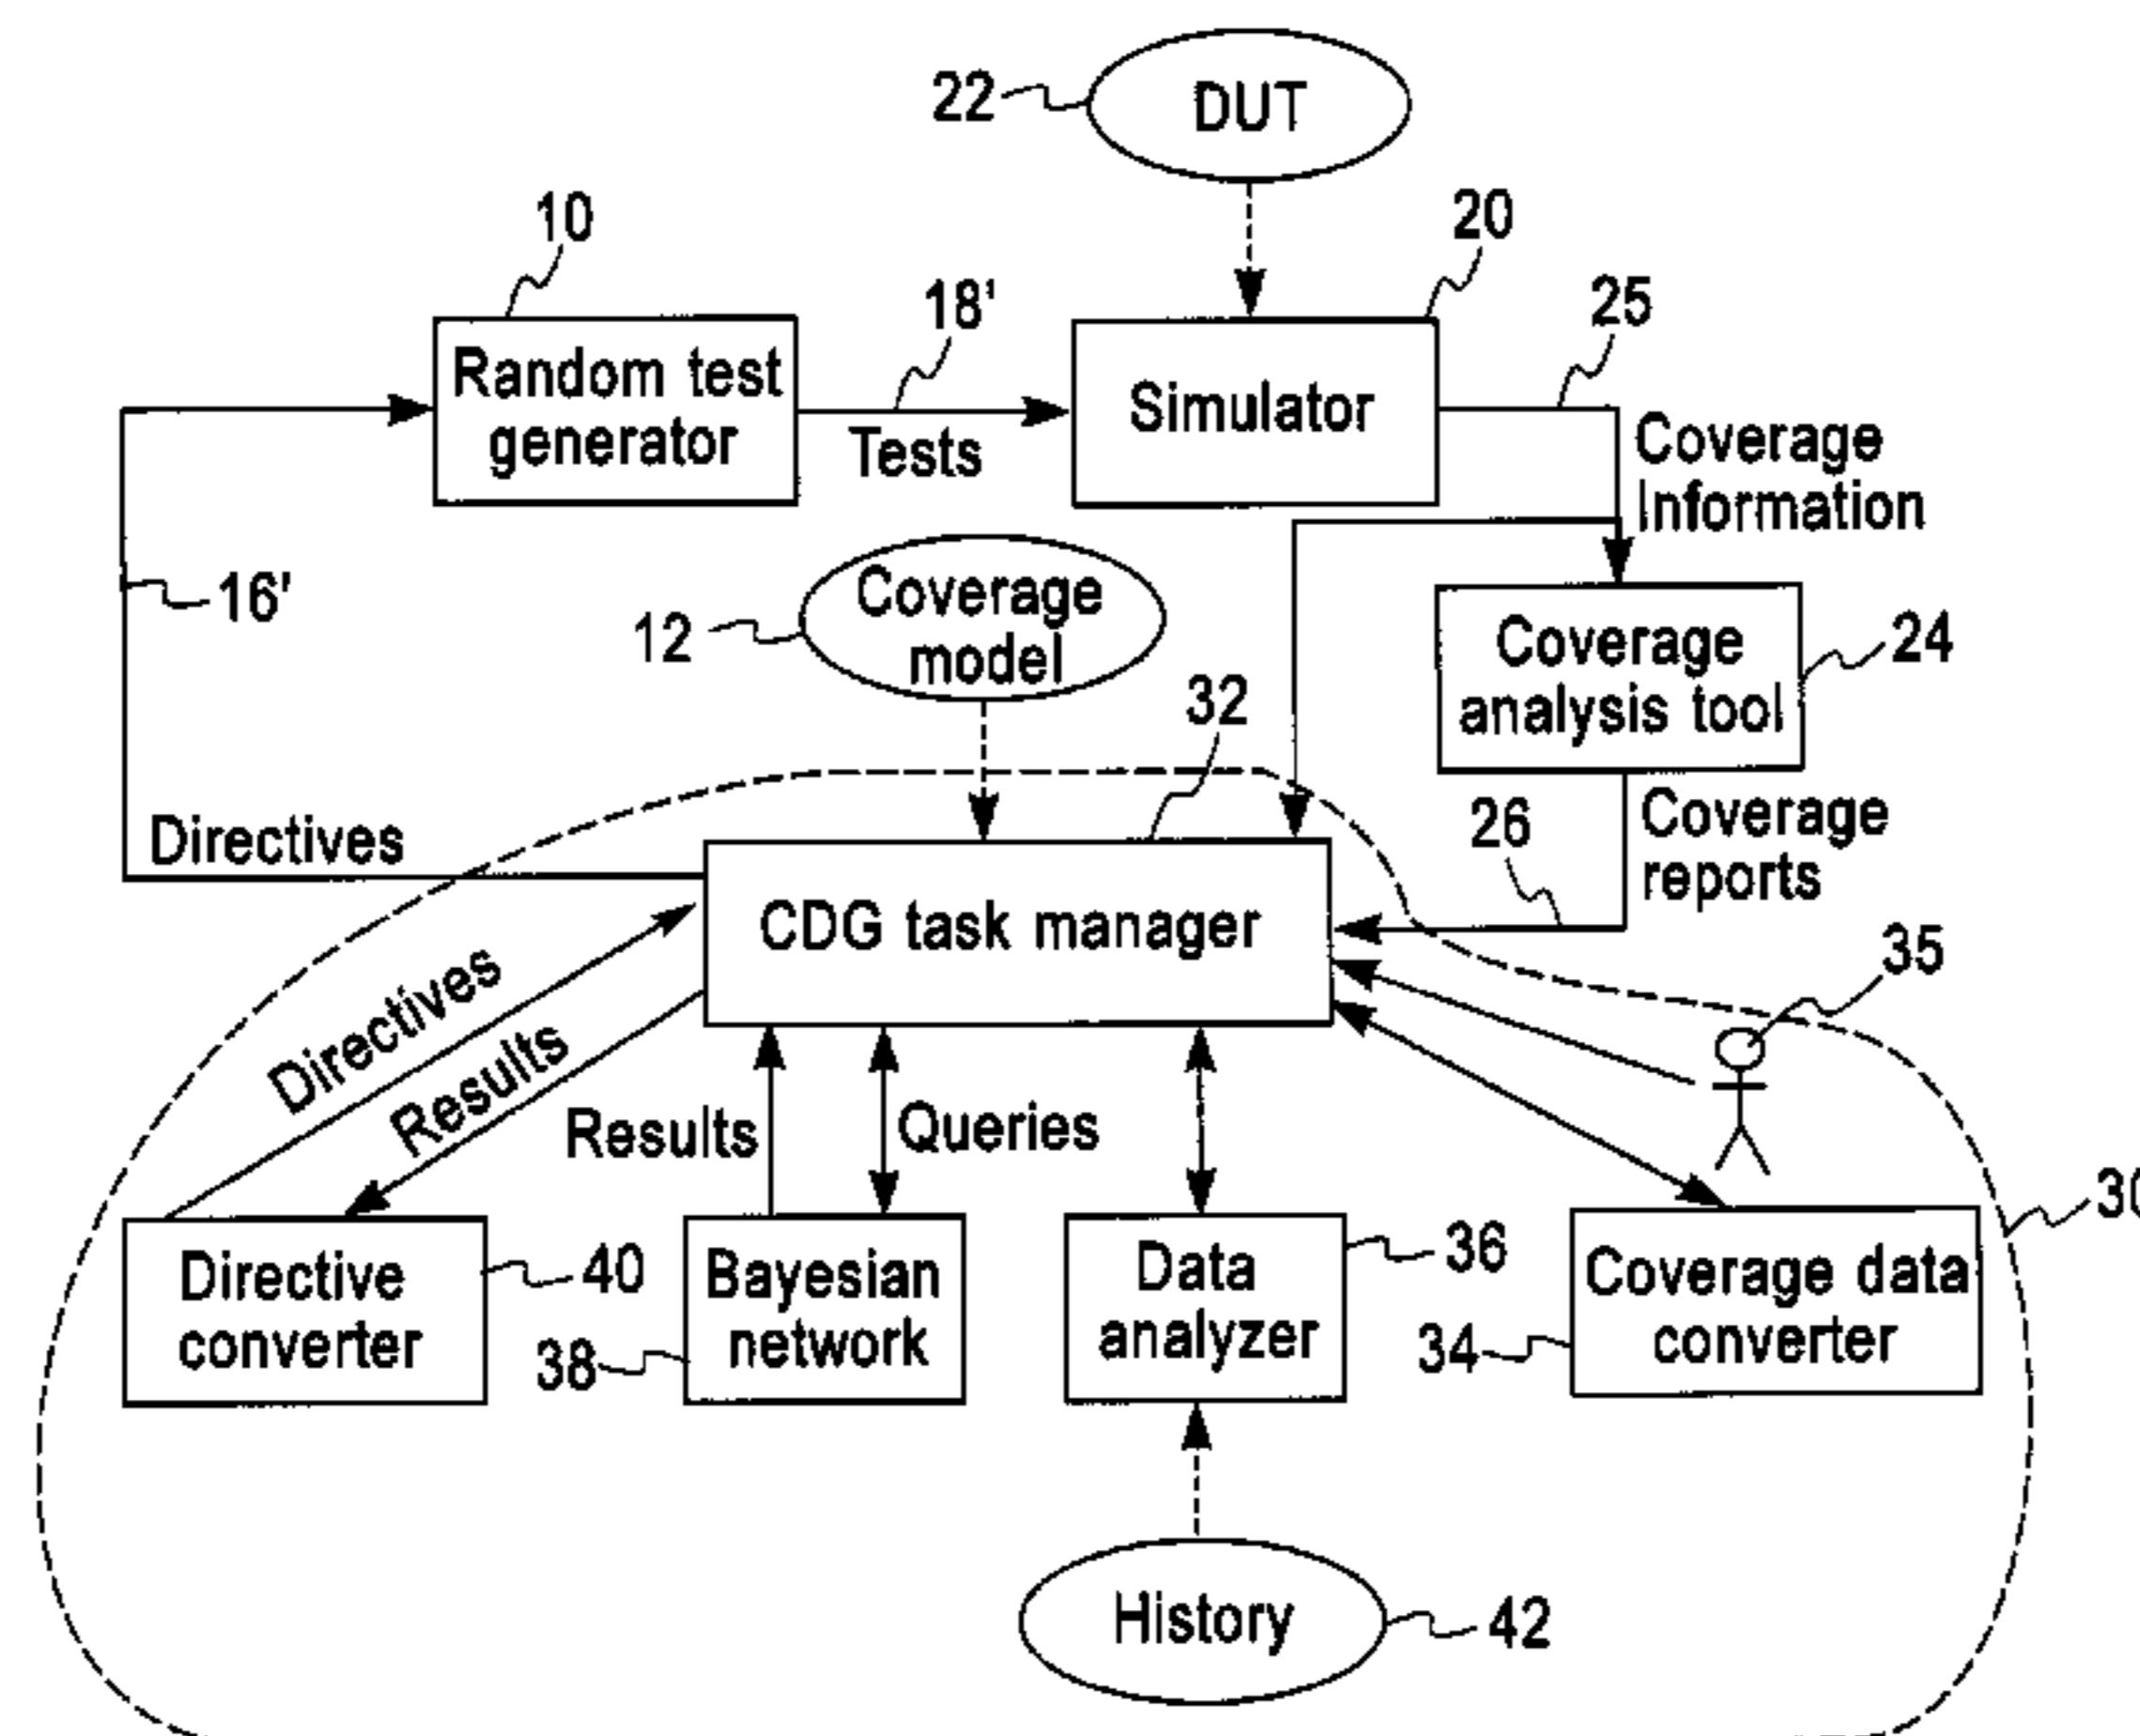 22
DUT
10
20
18'
25
Random test
generator
Tests
Simulator
Coverage
Information
16'
12
Coverage
model
32
Coverage
analysis tool
24
Directives
26
Coverage
reports
CDG task manager
35
Directives
Results
Results
Queries
30
Directive
converter
40
Bayesian
network
38
Data
analyzer
36
34
Coverage data
converter
History
42